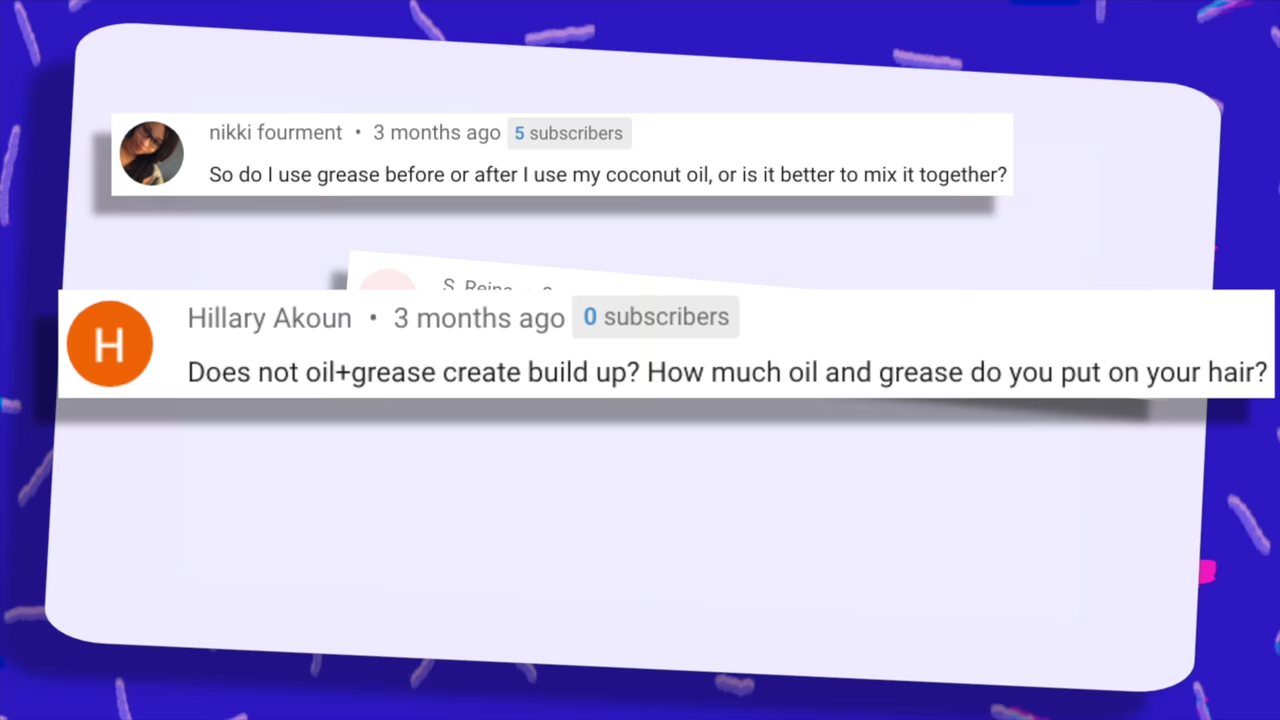 nikki fourment • 3 months ago 5 subscribers
So do I use grease before or after I use my coconut oil, or is it better to mix it together?
S. Reina
H
Hillary Akoun • 3 months ago 0 subscribers
Does not oil+grease create build up? How much oil and grease do you put on your hair?